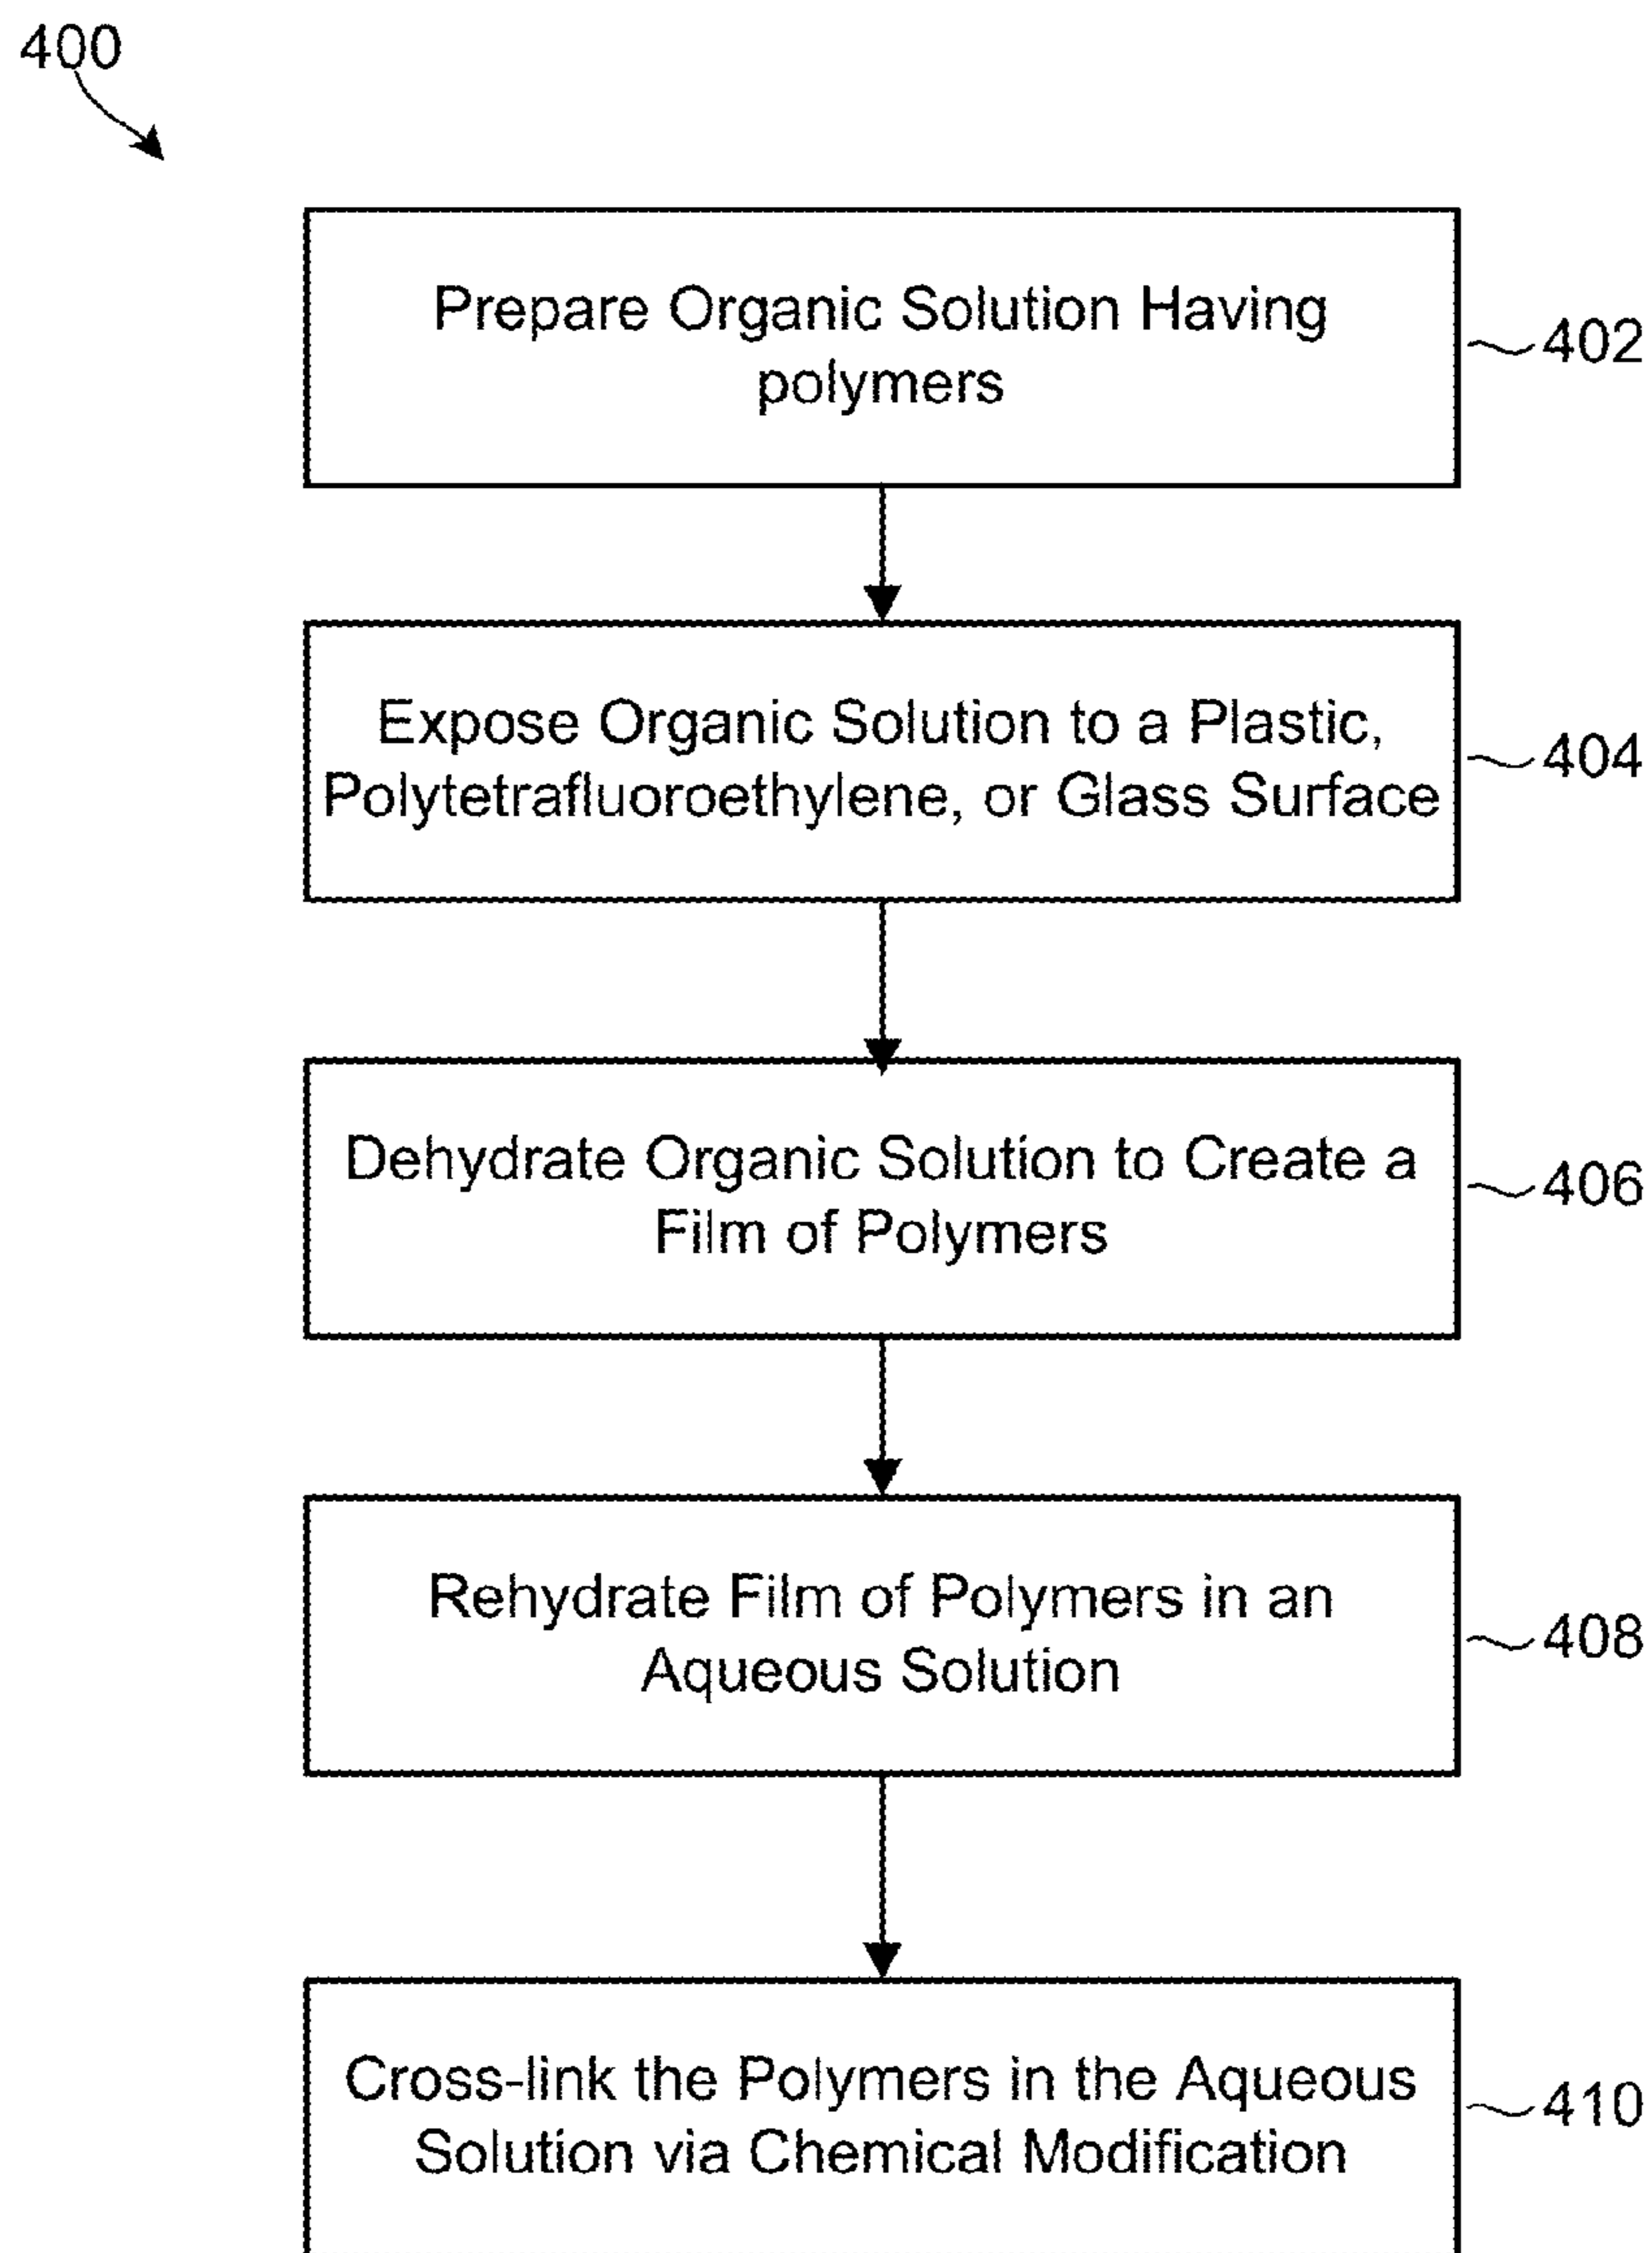 400
Prepare Organic Solution Having
polymers
402
Expose Organic Solution to a Plastic,
Polytetrafluoroethylene, or Glass Surface
404
Dehydrate Organic Solution to Create a
Film of Polymers
406
Rehydrate Film of Polymers in an
Aqueous Solution
408
Cross-link the Polymers in the Aqueous
Solution via Chemical Modification
410